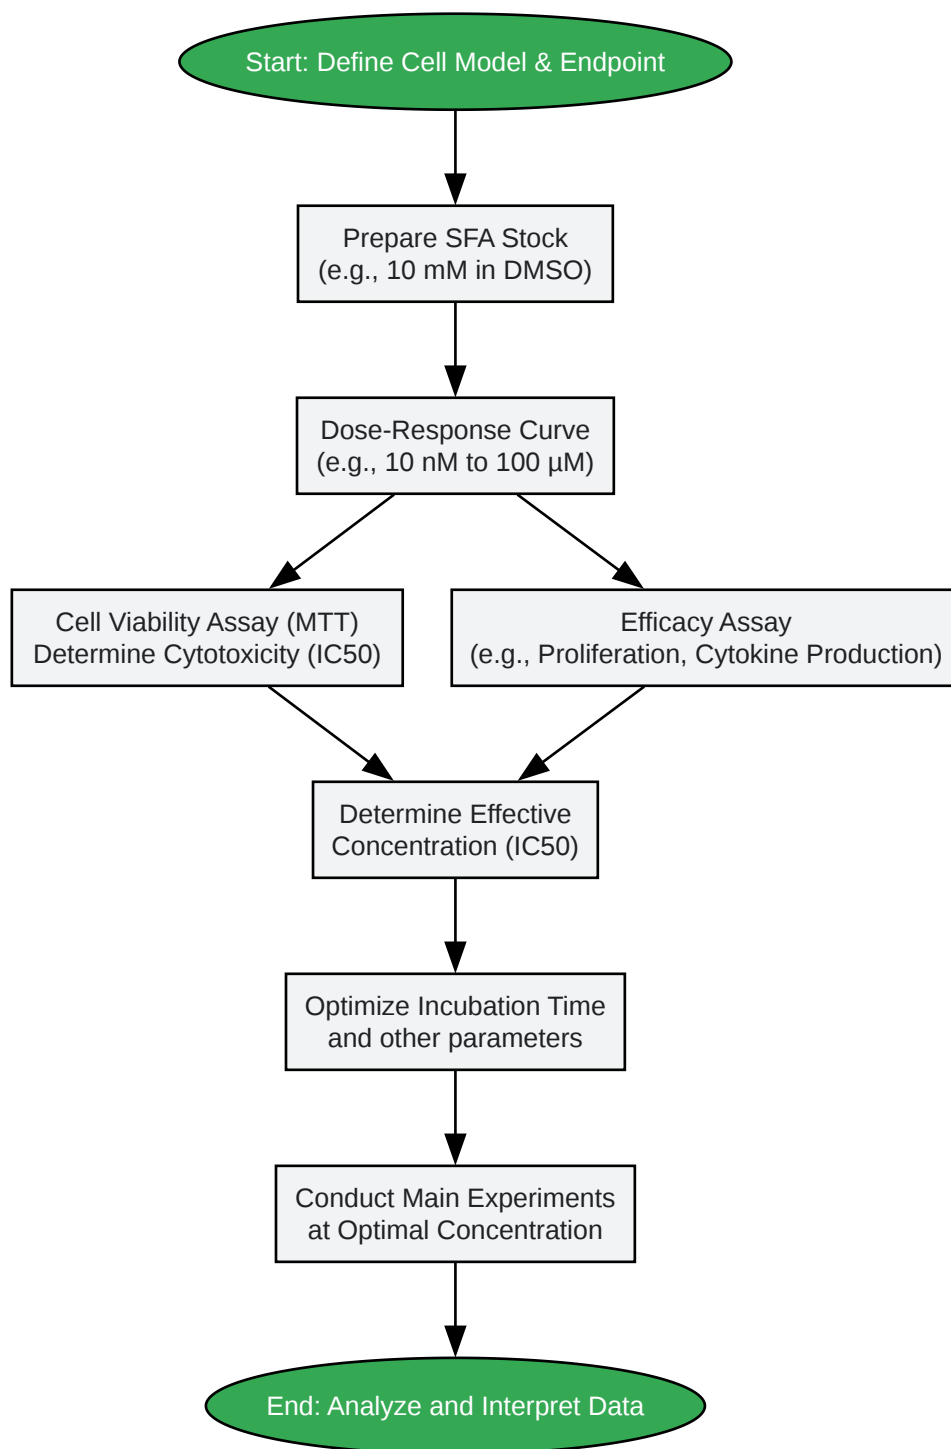 Start: Define Cell Model & Endpoint
Prepare SFA Stock
(e.g., 10 mM in DMSO)
Dose-Response Curve
(e.g., 10 nM to 100 µM)
Cell Viability Assay (MTT)
Determine Cytotoxicity (IC50)
Efficacy Assay
(e.g., Proliferation, Cytokine Production)
Determine Effective
Concentration (IC50)
Optimize Incubation Time
and other parameters
Conduct Main Experiments
at Optimal Concentration
End: Analyze and Interpret Data